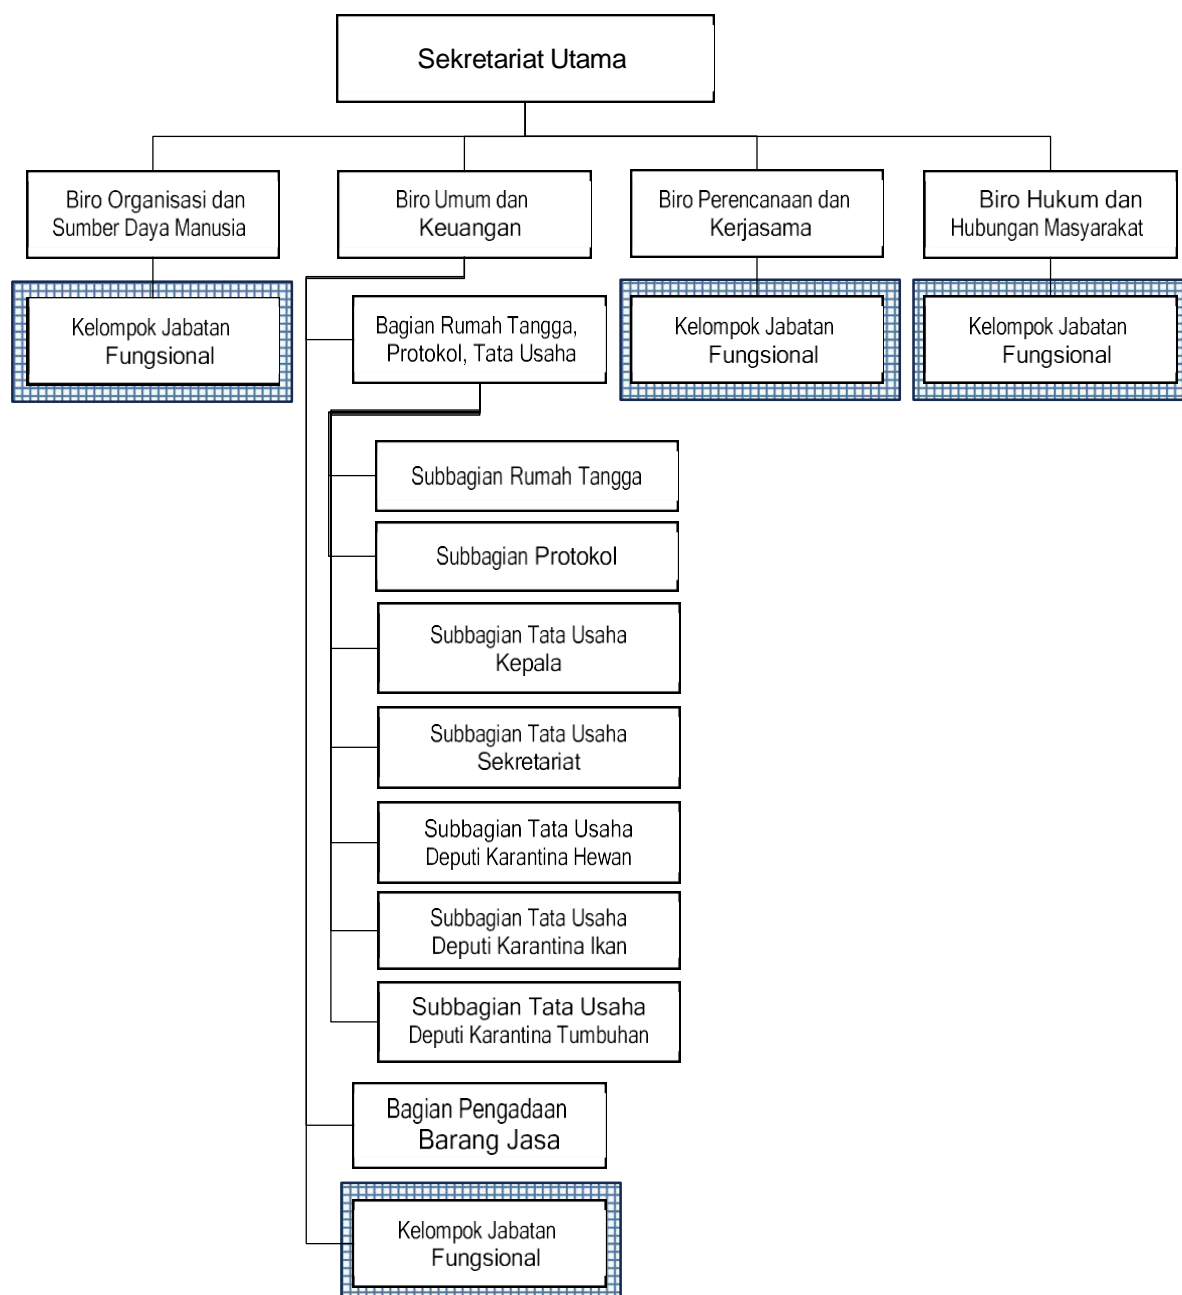 Sekretariat Utama
Biro Organisasi dan
Sumber Daya Manusia
Biro Umum dan
Keuangan
Biro Perencanaan dan
Kerjasama
Biro Hukum dan
Hubungan Masyarakat
Kelompok Jabatan
Fungsional
Bagian Rumah Tangga,
Protokol, Tata Usaha
Kelompok Jabatan
Fungsional
Kelompok Jabatan
Fungsional
Subbagian Rumah Tangga
Subbagian Protokol
Subbagian Tata Usaha
Kepala
Subbagian Tata Usaha
Sekretariat
Subbagian Tata Usaha
Deputi Karantina Hewan
Subbagian Tata Usaha
Deputi Karantina Ikan
Subbagian Tata Usaha
Deputi Karantina Tumbuhan
Bagian Pengadaan
Barang Jasa
Kelompok Jabatan
Fungsional